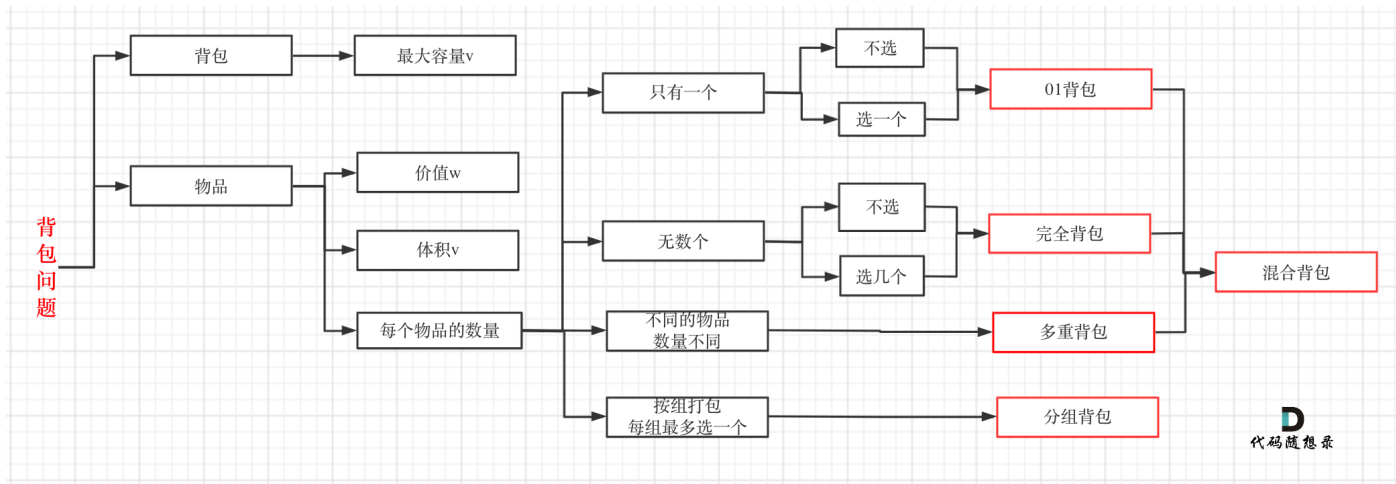 背包问题
背包
最大容量v
物品
价值w
体积v
每个物品的数量
只有一个
不选
选一个
01背包
无数个
不选
选几个
完全背包
不同的物品
数量不同
多重背包
混合背包
按组打包
每组最多选一个
分组背包
代码随想录